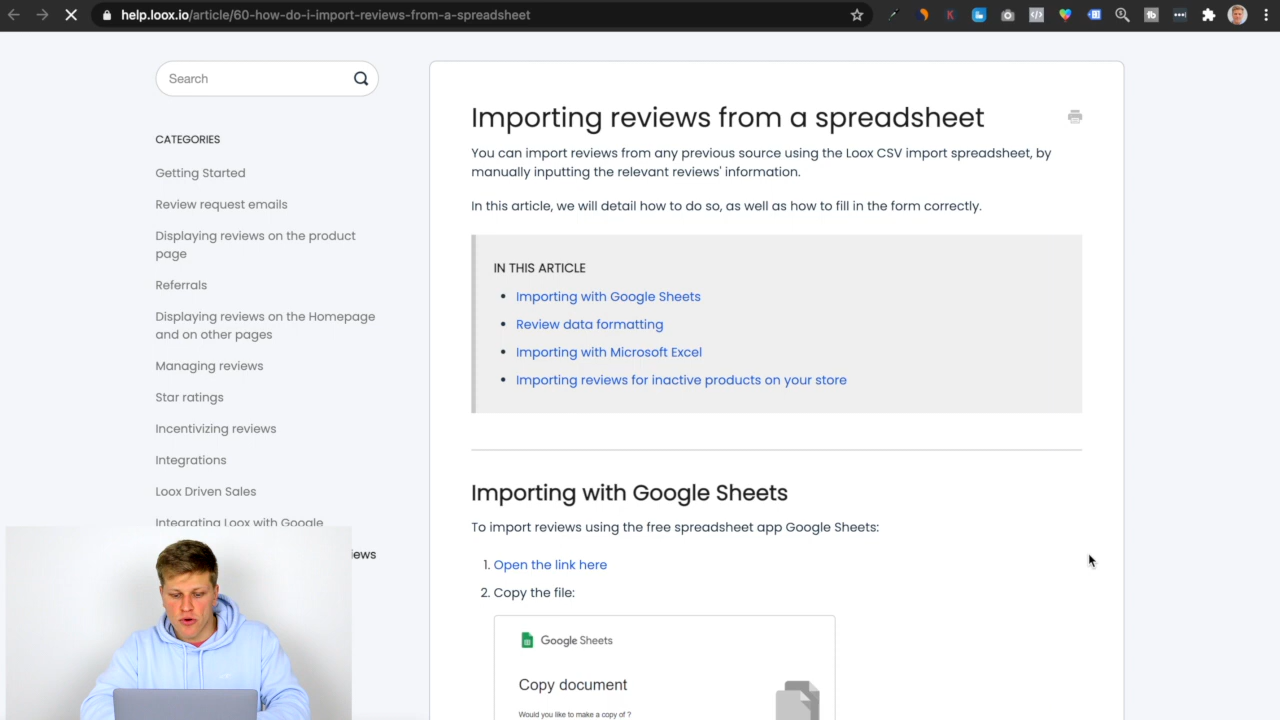 help.loox.io/article/60-how-do-i-import-reviews-from-a-spreadsheet
Search
CATEGORIES
Getting Started
Review request emails
Displaying reviews on the product
page
Referrals
Displaying reviews on the Homepage
and on other pages
Managing reviews
Star ratings
Incentivizing reviews
Integrations
Loox Driven Sales
Integrating Loox with Google
iews
Importing reviews from a spreadsheet
You can import reviews from any previous source using the Loox CSV import spreadsheet, by
manually inputting the relevant reviews' information.
In this article, we will detail how to do so, as well as how to fill in the form correctly.
IN THIS ARTICLE
• Importing with Google Sheets
• Review data formatting
• Importing with Microsoft Excel
• Importing reviews for inactive products on your store
Importing with Google Sheets
To import reviews using the free spreadsheet app Google Sheets:
1. Open the link here
2. Copy the file:
Google Sheets
Copy document
Would you like to make a copy of ?